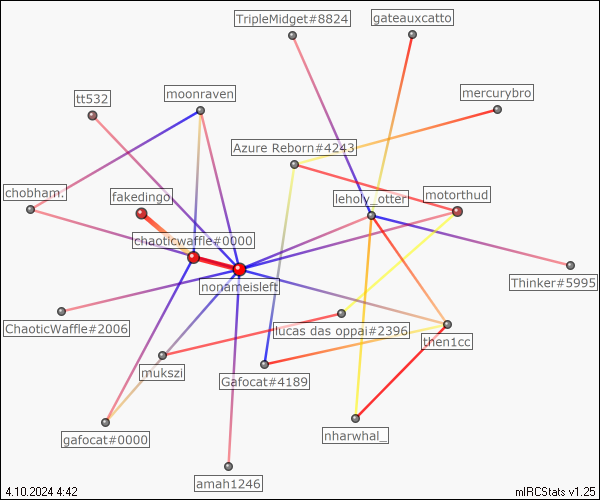 TripleMidget#8824
gateauxcatto
mercurybro
moonraven
tt532
Azure Reborn#4243
chobham.
fakedingo
leholy_otter
motorthud
chaoticwaffle#0000
nonameisleft
Thinker#5995
ChaoticWaffle#2006
lucas das oppai#2396
then1cc
mukszi
Gafocat#4189
gafocat#0000
nharwhal_
amah1246
4.10.2024 4:42
mIRCStats v1.25